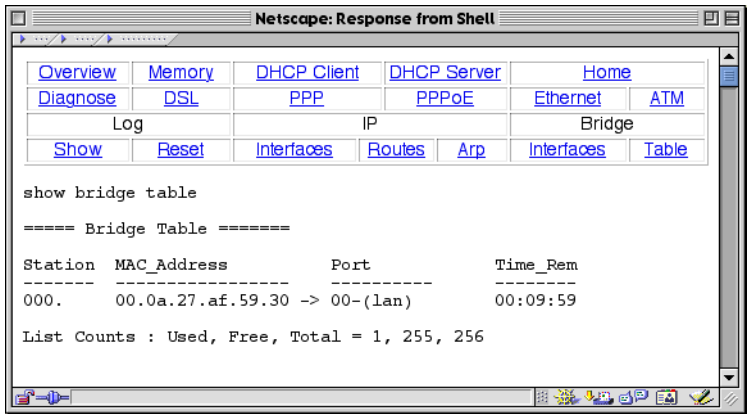 Netscape: Response from Shell
Overview Memory DHCP Client DHCP Server Home
Diagnose DSL PPP PPPoE Ethernet ATM
Log IP Bridge
Show Reset Interfaces Routes Arp Interfaces Table
show bridge table
===== Bridge Table =======
Station MAC_Address Port Time_Rem
------- ----------------- ---------- --------
000. 00.0a.27.af.59.30 -> 00-(lan) 00:09:59
List Counts : Used, Free, Total = 1, 255, 256